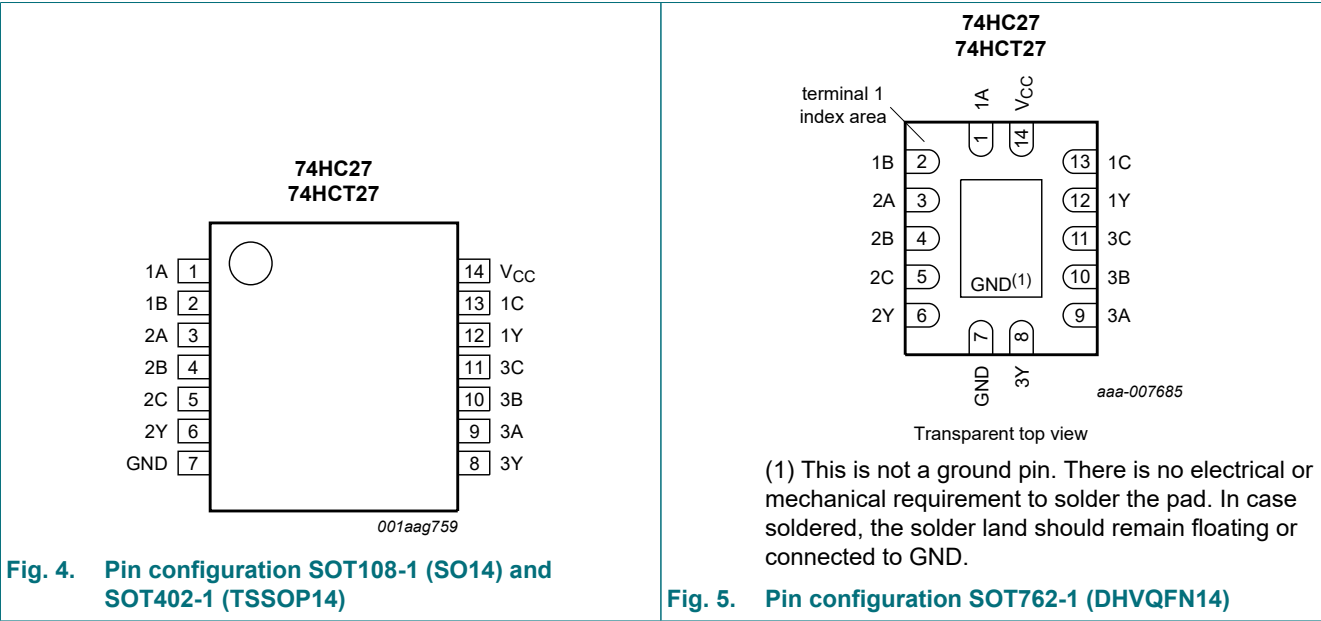 74HC27
74HCT27
1A 1
1B 2
2A 3
2B 4
2C 5
2Y 6
GND 7
14 VCC
13 1C
12 1Y
11 3C
10 3B
9 3A
8 3Y
001aag759
Fig. 4. Pin configuration SOT108-1 (SO14) and
SOT402-1 (TSSOP14)
74HC27
74HCT27
terminal 1
index area
1A
VCC
1
14
1B 2
2A 3
2B 4
2C 5
2Y 6
13 1C
12 1Y
11 3C
10 3B
9 3A
GND(1)
7
8
GND
3Y
aaa-007685
Transparent top view
(1) This is not a ground pin. There is no electrical or
mechanical requirement to solder the pad. In case
soldered, the solder land should remain floating or
connected to GND.
Fig. 5. Pin configuration SOT762-1 (DHVQFN14)